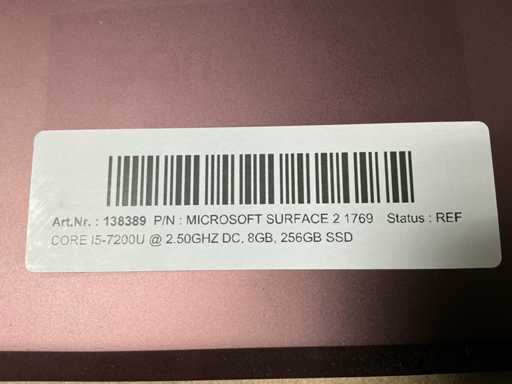 Art.Nr. : 138389 P/N : MICROSOFT SURFACE 2 1769 Status : REF
CORE I5-7200U @ 2.50GHZ DC, 8GB, 256GB SSD